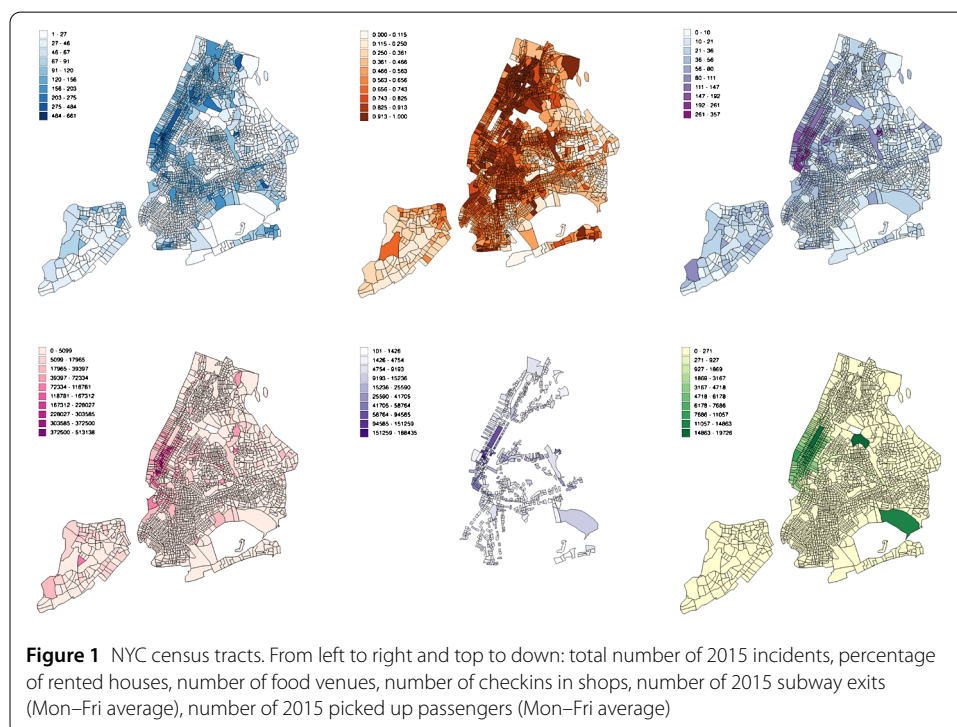 1 - 27
27 - 46
46 - 67
67 - 91
91 - 120
120 - 156
156 - 203
203 - 275
275 - 484
484 - 661
0.000 - 0.115
0.115 - 0.250
0.250 - 0.361
0.361 - 0.466
0.466 - 0.563
0.563 - 0.656
0.656 - 0.743
0.743 - 0.825
0.825 - 0.913
0.913 - 1.000
0 - 10
10 - 21
21 - 36
36 - 56
56 - 80
80 - 111
111 - 147
147 - 192
192 - 261
261 - 357
0 - 5099
5099 - 17965
17965 - 39397
39397 - 72334
72334 - 118781
118781 - 167312
167312 - 228027
228027 - 303585
303585 - 372500
372500 - 513138
101 - 1426
1426 - 4754
4754 - 9193
9193 - 15236
15236 - 25590
25590 - 41705
41705 - 58764
58764 - 94585
94585 - 151259
151259 - 188435
0 - 271
271 - 927
927 - 1869
1869 - 3167
3167 - 4718
4718 - 6178
6178 - 7686
7686 - 11057
11057 - 14863
14863 - 19726
Figure 1 NYC census tracts. From left to right and top to down: total number of 2015 incidents, percentage
of rented houses, number of food venues, number of checkins in shops, number of 2015 subway exits
(Mon–Fri average), number of 2015 picked up passengers (Mon–Fri average)